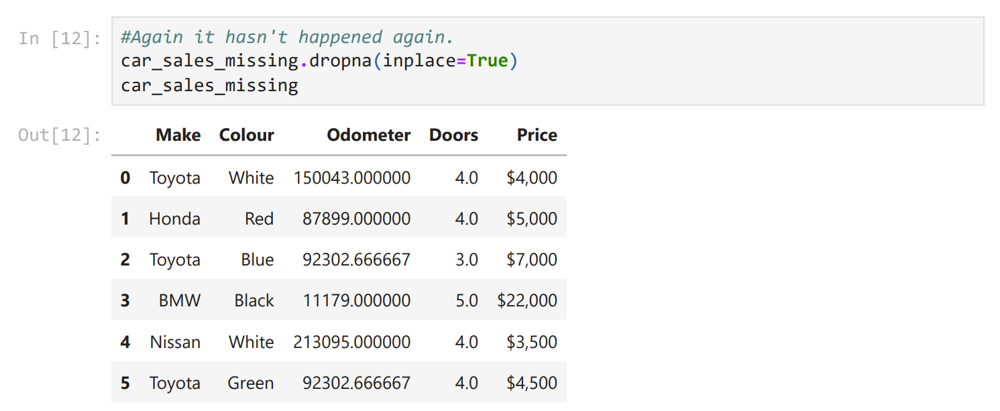 In [12]:
#Again it hasn't happened again.
car_sales_missing.dropna(inplace=True)
car_sales_missing
Out[12]:
Make Colour Odometer Doors Price
0 Toyota White 150043.000000 4.0 $4,000
1 Honda Red 87899.000000 4.0 $5,000
2 Toyota Blue 92302.666667 3.0 $7,000
3 BMW Black 11179.000000 5.0 $22,000
4 Nissan White 213095.000000 4.0 $3,500
5 Toyota Green 92302.666667 4.0 $4,500